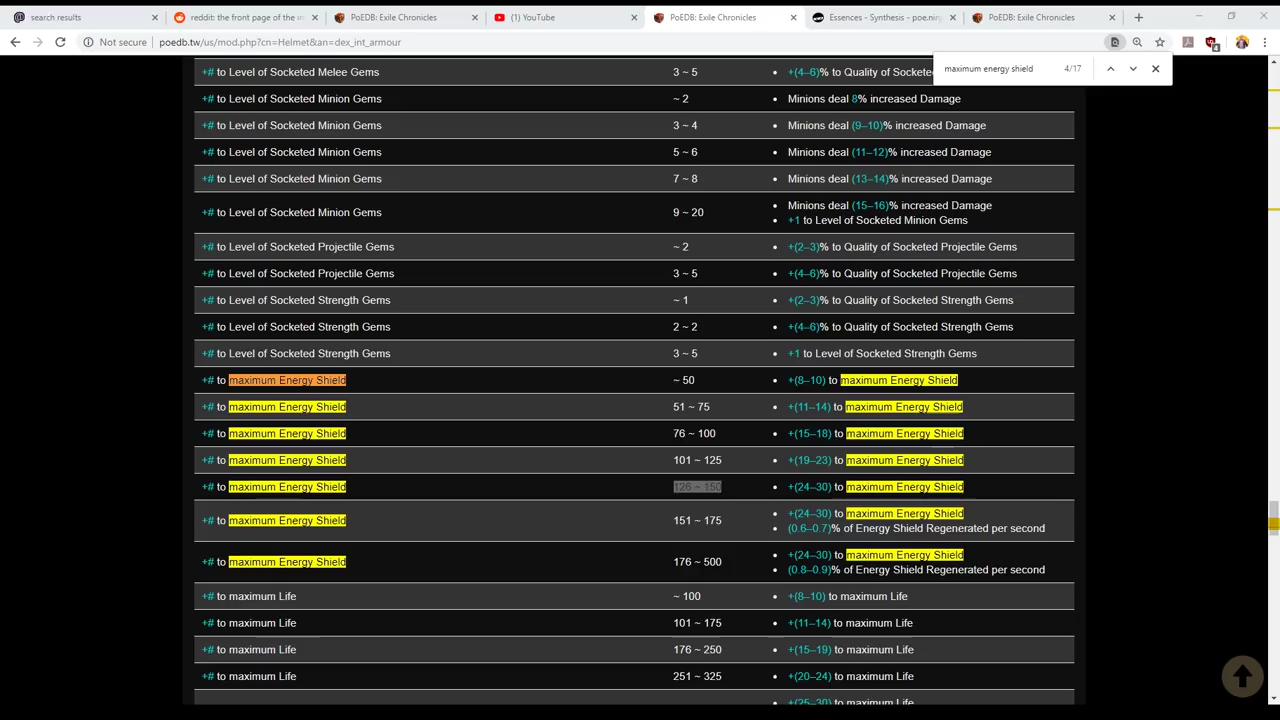 search results
reddit: the front page of the in
PoEDB: Exile Chronicles
(1) YouTube
PoEDB: Exile Chronicles
Essences - Synthesis - poe.nin
PoEDB: Exile Chronicles
Not secure
poedb.tw/us/mod.php?cn=Helmet&an=dex_int_armour
4
maximum energy shield 4/17
+# to Level of Socketed Melee Gems 3 ~ 5 +(4–6)% to Quality of Socketed
+# to Level of Socketed Minion Gems ~ 2 Minions deal 8% increased Damage
+# to Level of Socketed Minion Gems 3 ~ 4 Minions deal (9–10)% increased Damage
+# to Level of Socketed Minion Gems 5 ~ 6 Minions deal (11–12)% increased Damage
+# to Level of Socketed Minion Gems 7 ~ 8 Minions deal (13–14)% increased Damage
+# to Level of Socketed Minion Gems 9 ~ 20 Minions deal (15–16)% increased Damage
+1 to Level of Socketed Minion Gems
+# to Level of Socketed Projectile Gems ~ 2 +(2–3)% to Quality of Socketed Projectile Gems
+# to Level of Socketed Projectile Gems 3 ~ 5 +(4–6)% to Quality of Socketed Projectile Gems
+# to Level of Socketed Strength Gems ~ 1 +(2–3)% to Quality of Socketed Strength Gems
+# to Level of Socketed Strength Gems 2 ~ 2 +(4–6)% to Quality of Socketed Strength Gems
+# to Level of Socketed Strength Gems 3 ~ 5 +1 to Level of Socketed Strength Gems
+# to maximum Energy Shield ~ 50 +(8–10) to maximum Energy Shield
+# to maximum Energy Shield 51 ~ 75 +(11–14) to maximum Energy Shield
+# to maximum Energy Shield 76 ~ 100 +(15–18) to maximum Energy Shield
+# to maximum Energy Shield 101 ~ 125 +(19–23) to maximum Energy Shield
+# to maximum Energy Shield 126 ~ 150 +(24–30) to maximum Energy Shield
+# to maximum Energy Shield 151 ~ 175 +(24–30) to maximum Energy Shield
(0.6–0.7)% of Energy Shield Regenerated per second
+# to maximum Energy Shield 176 ~ 500 +(24–30) to maximum Energy Shield
(0.8–0.9)% of Energy Shield Regenerated per second
+# to maximum Life ~ 100 +(8–10) to maximum Life
+# to maximum Life 101 ~ 175 +(11–14) to maximum Life
+# to maximum Life 176 ~ 250 +(15–19) to maximum Life
+# to maximum Life 251 ~ 325 +(20–24) to maximum Life
+(25–30) to maximum Life